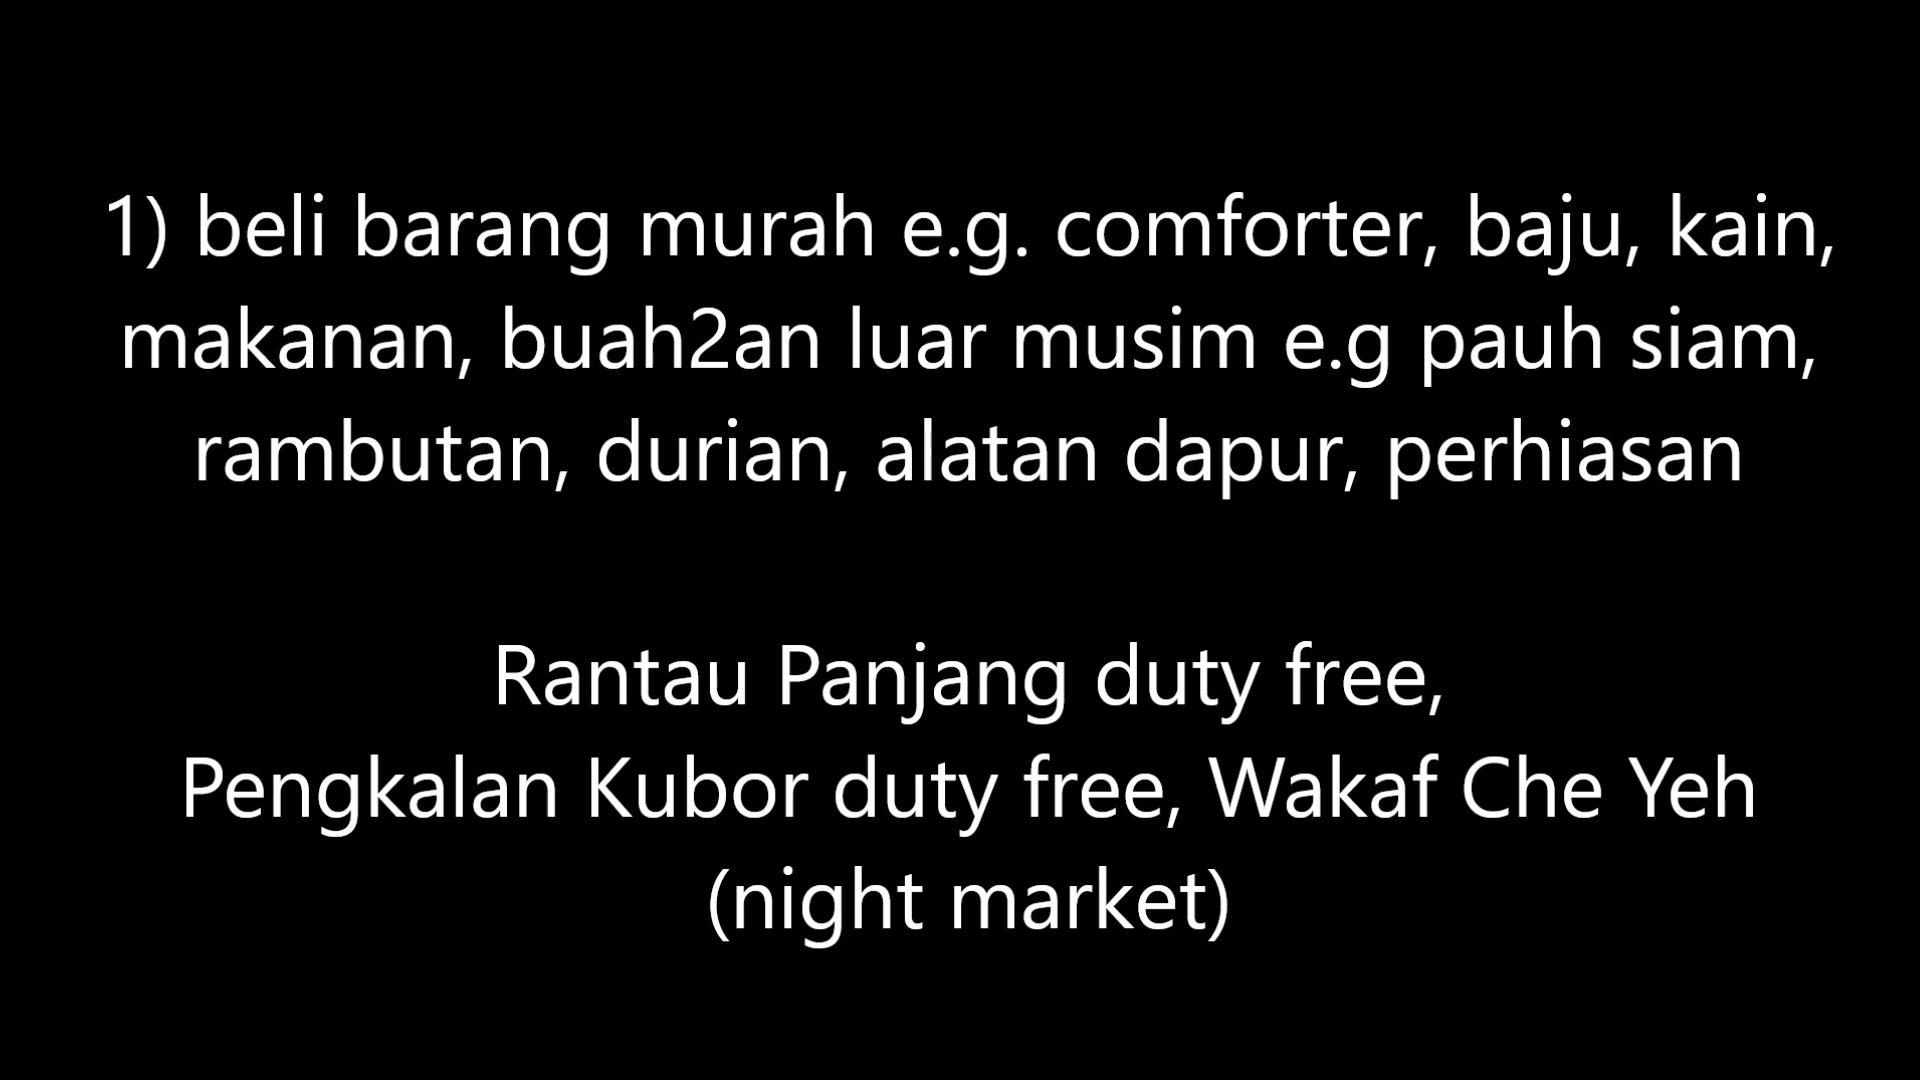 1) beli barang murah e.g. comforter, baju, kain,
makanan, buah2an luar musim e.g pauh siam,
rambutan, durian, alatan dapur, perhiasan
Rantau Panjang duty free,
Pengkalan Kubor duty free, Wakaf Che Yeh
(night market)